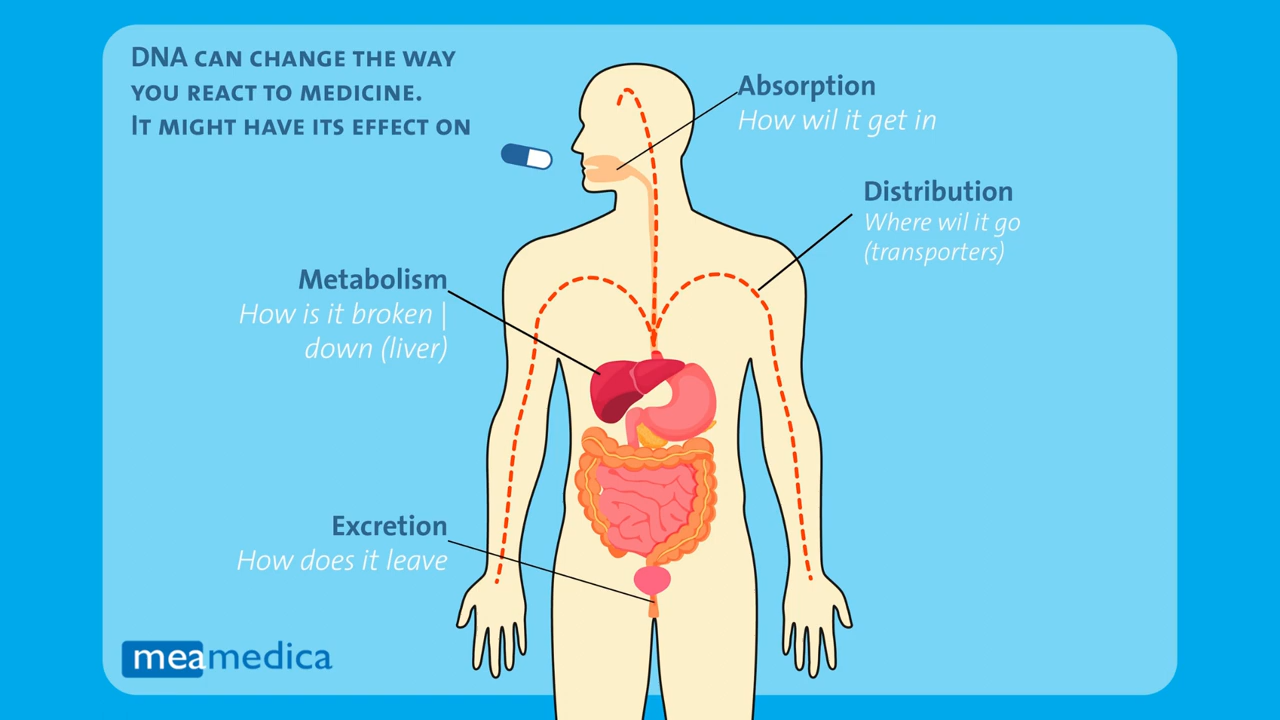 DNA can change the way
you react to medicine.
It might have its effect on
Absorption
How wil it get in
Distribution
Where wil it go
(transporters)
Metabolism
How is it broken |
down (liver)
Excretion
How does it leave
meamedica